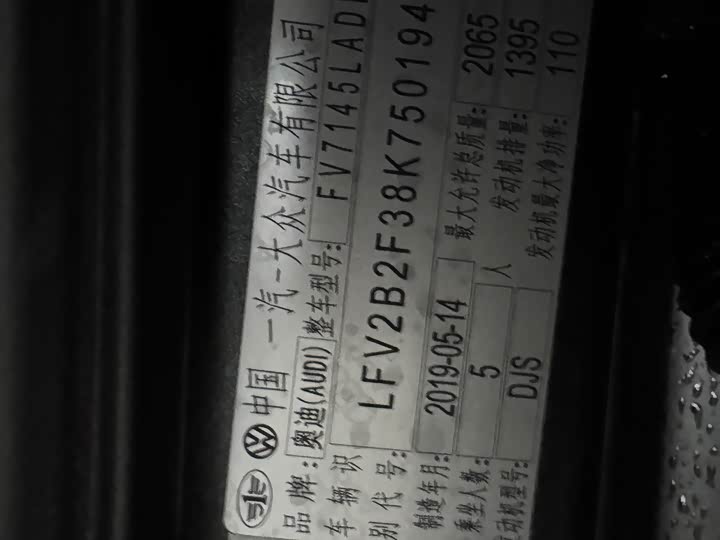 中国 一汽-大众汽车有限公司
品牌: 奥迪(AUDI) 整车型号: FV7145LAD
车辆识别代号: LFV2B2F38K750194
制造年月: 2019-05-14 最大允许总质量: 2065
乘坐人数: 5 人 发动机排量: 1395
发动机型号: DJS 发动机最大净功率: 110